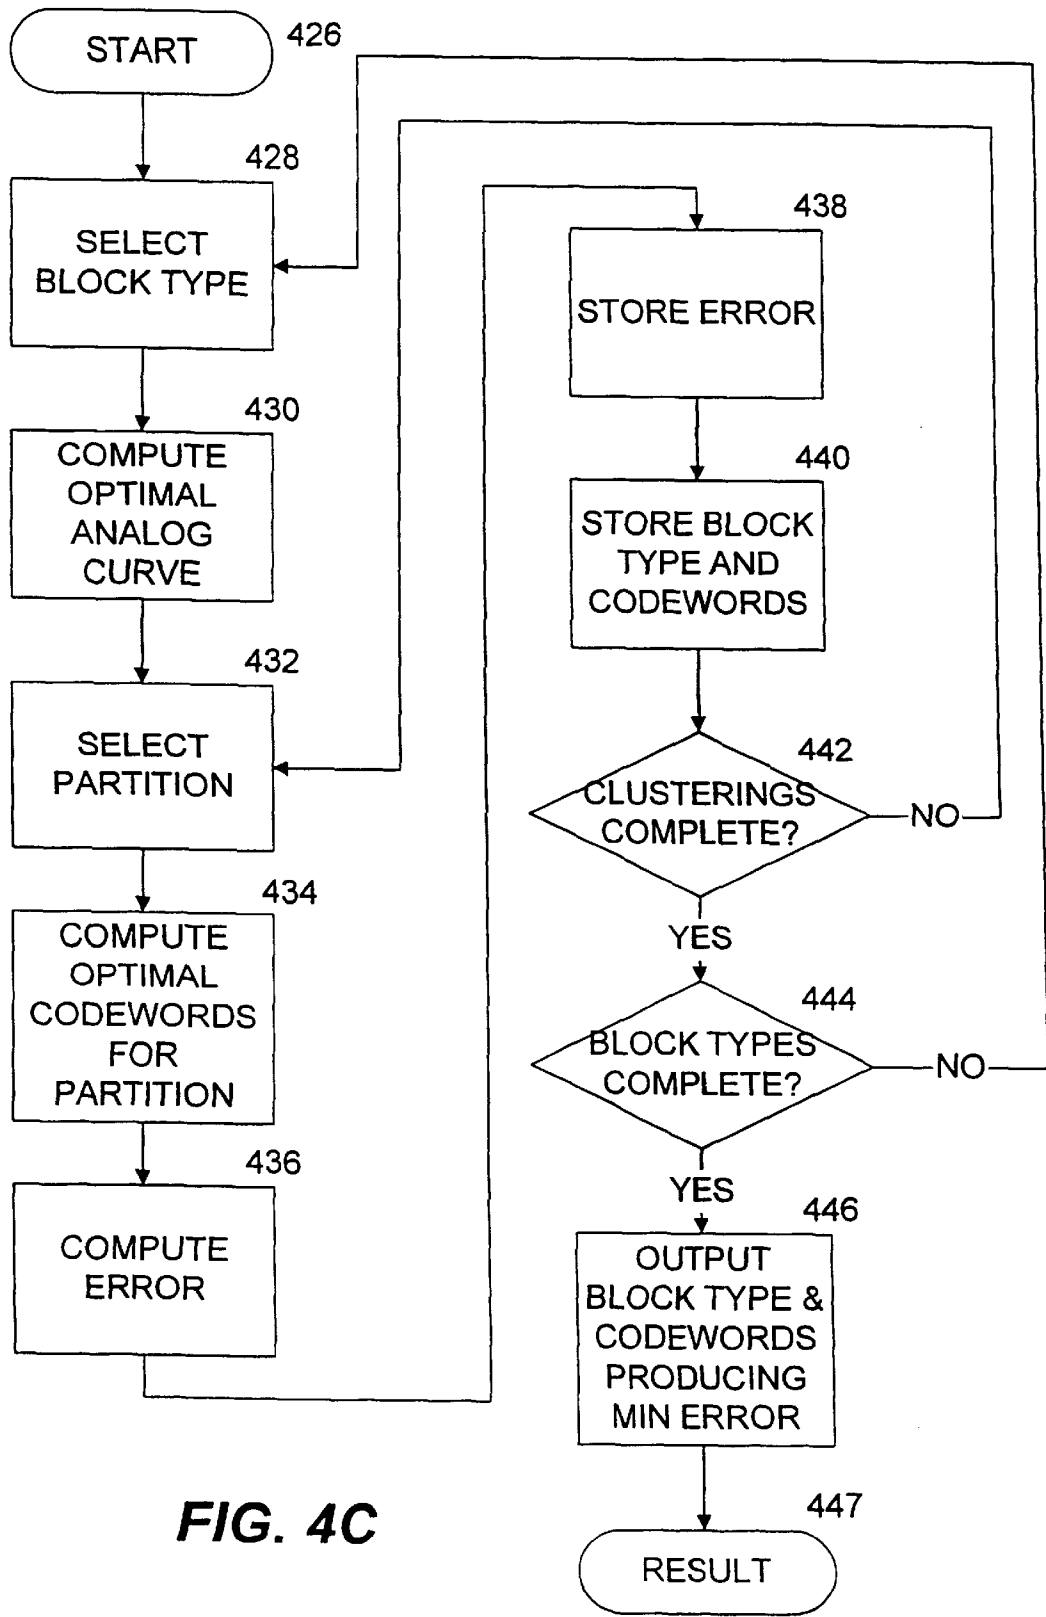 START
426
428
SELECT
BLOCK TYPE
430
COMPUTE
OPTIMAL
ANALOG
CURVE
432
SELECT
PARTITION
434
COMPUTE
OPTIMAL
CODEWORDS
FOR
PARTITION
436
COMPUTE
ERROR
438
STORE ERROR
440
STORE BLOCK
TYPE AND
CODEWORDS
442
CLUSTERINGS
COMPLETE?
NO
YES
444
BLOCK TYPES
COMPLETE?
NO
YES
446
OUTPUT
BLOCK TYPE &
CODEWORDS
PRODUCING
MIN ERROR
447
RESULT
FIG. 4C